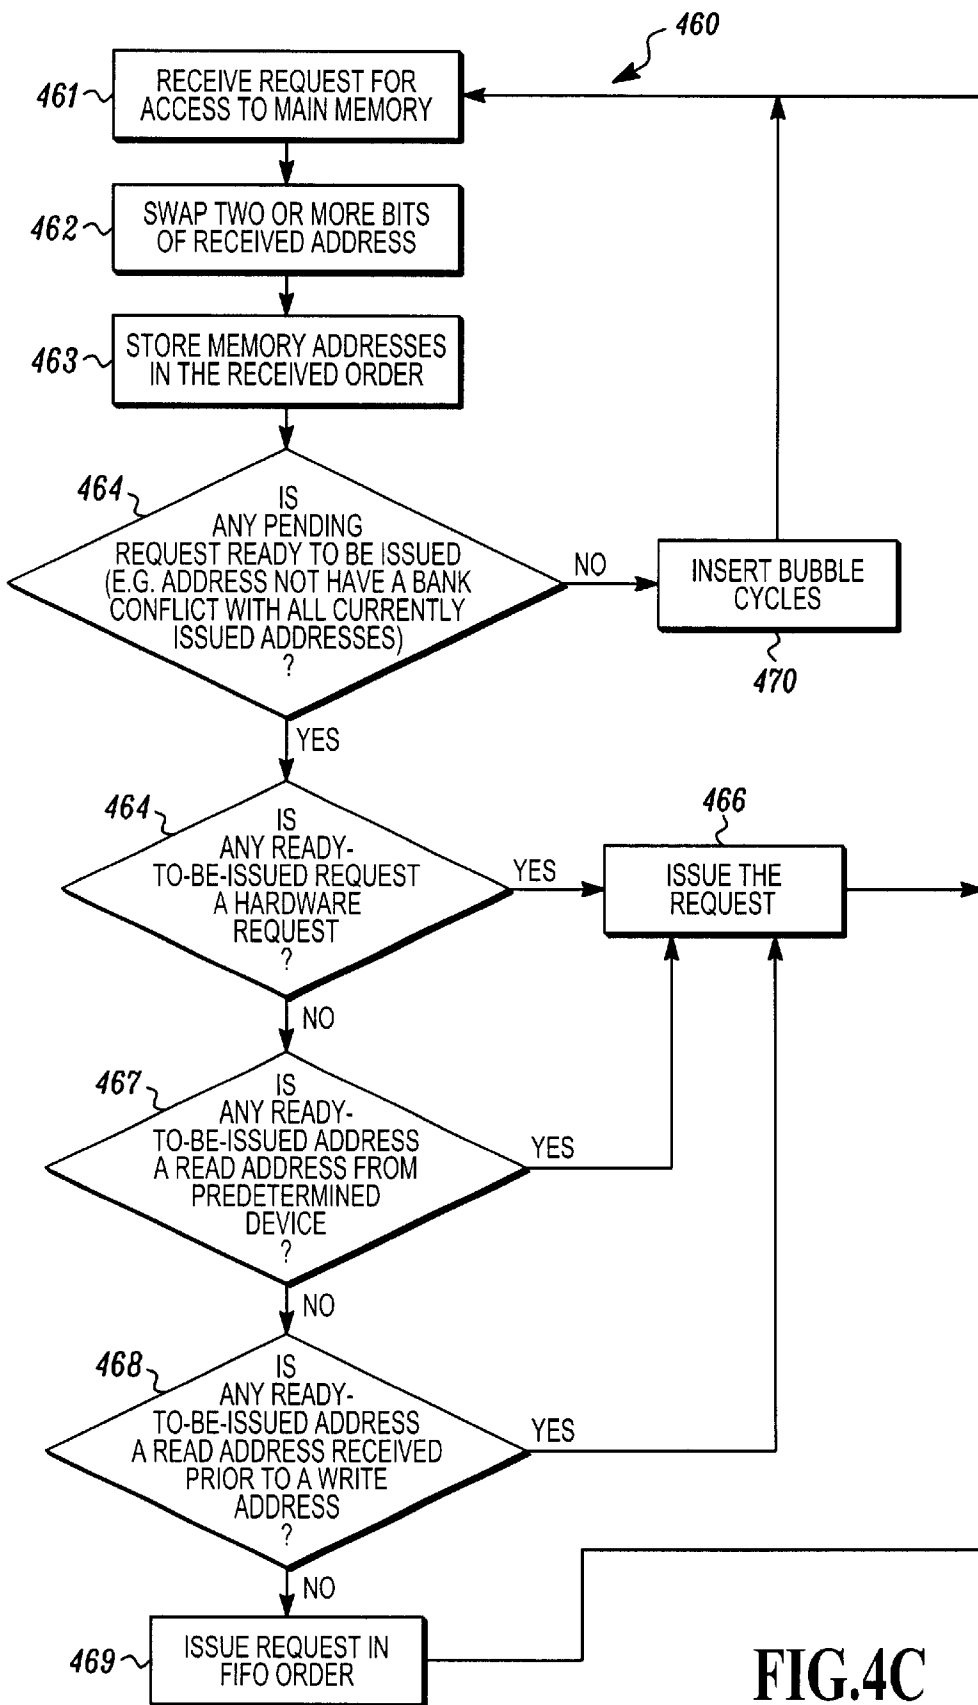 460
461
RECEIVE REQUEST FOR
ACCESS TO MAIN MEMORY
462
SWAP TWO OR MORE BITS
OF RECEIVED ADDRESS
463
STORE MEMORY ADDRESSES
IN THE RECEIVED ORDER
464
IS
ANY PENDING
REQUEST READY TO BE ISSUED
(E.G. ADDRESS NOT HAVE A BANK
CONFLICT WITH ALL CURRENTLY
ISSUED ADDRESSES)
?
NO
INSERT BUBBLE
CYCLES
470
YES
464
IS
ANY READY-
TO-BE-ISSUED REQUEST
A HARDWARE
REQUEST
?
YES
466
ISSUE THE
REQUEST
NO
467
IS
ANY READY-
TO-BE-ISSUED ADDRESS
A READ ADDRESS FROM
PREDETERMINED
DEVICE
?
YES
NO
468
IS
ANY READY-
TO-BE-ISSUED ADDRESS
A READ ADDRESS RECEIVED
PRIOR TO A WRITE
ADDRESS
?
YES
NO
469
ISSUE REQUEST IN
FIFO ORDER
FIG.4C